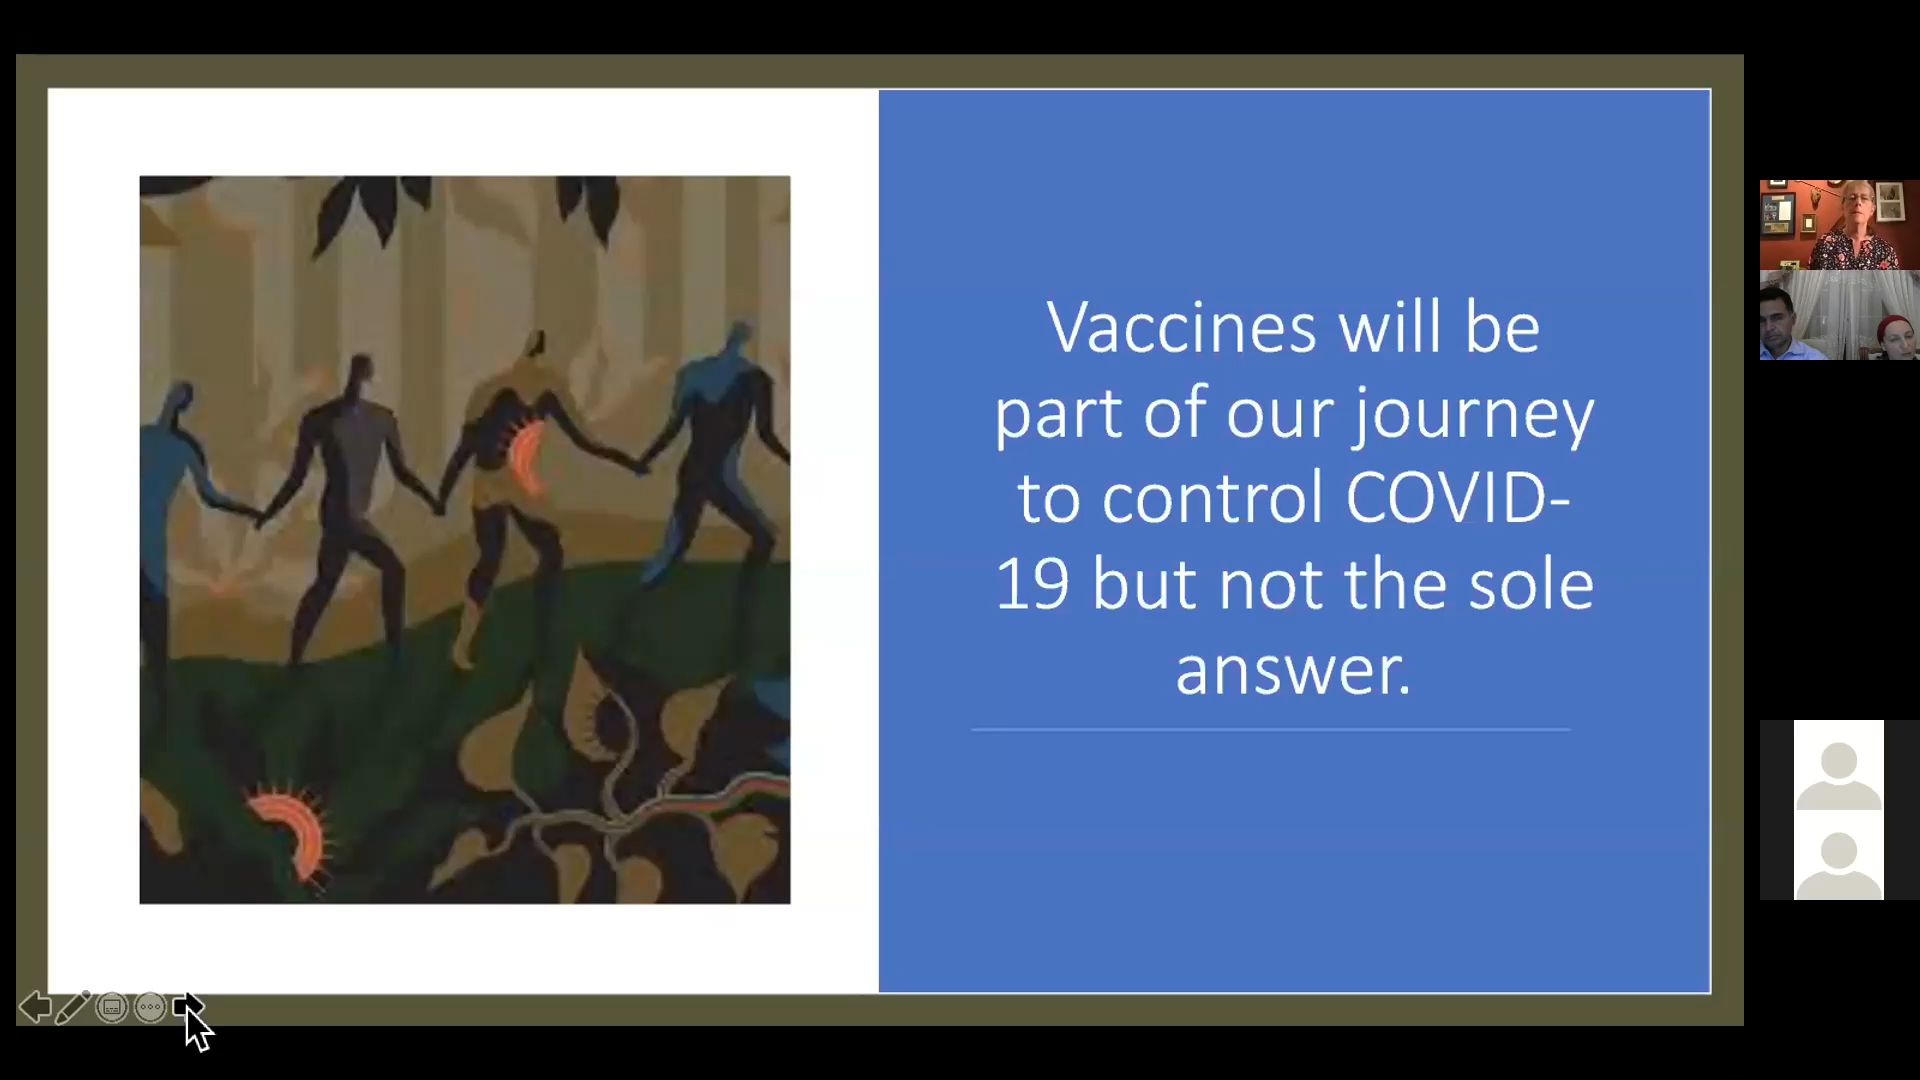 Vaccines will be
part of our journey
to control COVID-
19 but not the sole
answer.